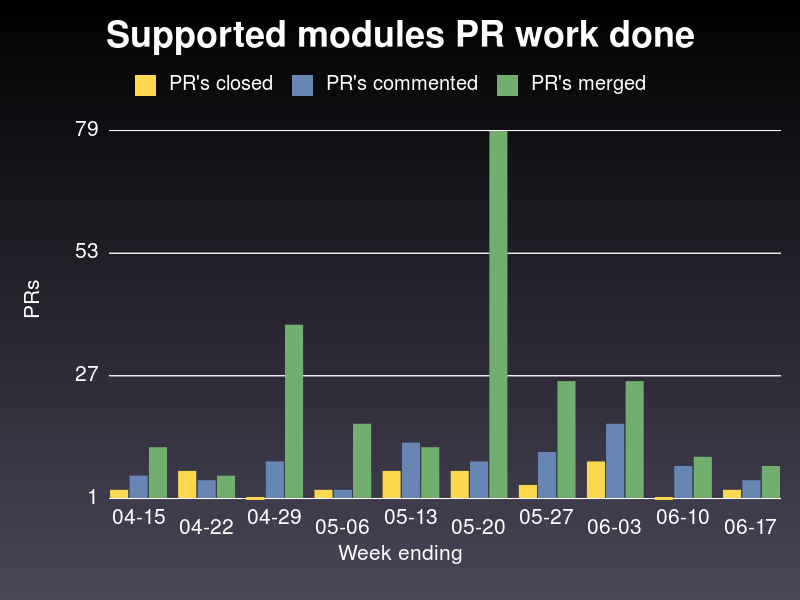 Supported modules PR work done
PR's closed PR's commented PR's merged
79
53
27
1
PRs
04-15 04-22 04-29 05-06 05-13 05-20 05-27 06-03 06-10 06-17
Week ending